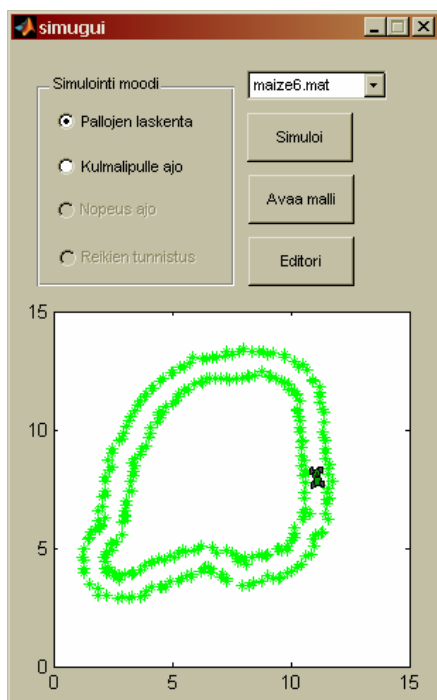 simugui
Simulointi moodi
Pallojen laskenta
Kulmalipulle ajo
Nopeus ajo
Reikien tunnistus
maize6.mat
Simuloi
Avaa malli
Editori
15
10
5
0
0
5
10
15